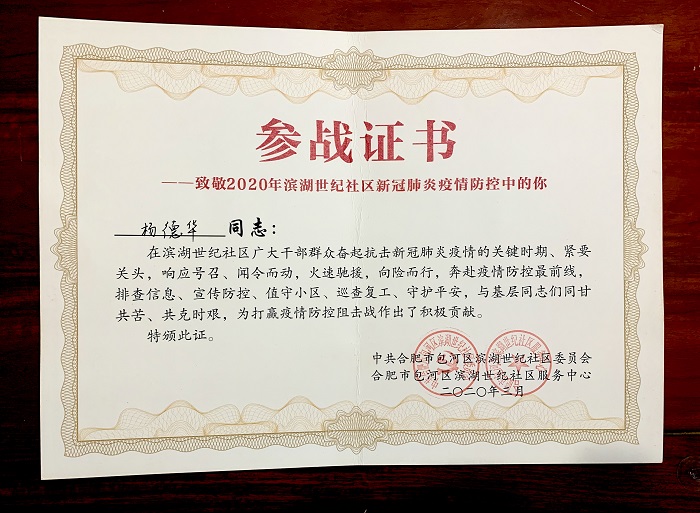 参战证书
——致敬2020年滨湖世纪社区新冠肺炎疫情防控中的你
杨德华 同志：
在滨湖世纪社区广大干部群众奋起抗击新冠肺炎疫情的关键时期、紧要
关头，响应号召、闻令而动，火速驰援，向险而行，奔赴疫情防控最前线，
排查信息、宣传防控、值守小区、巡查复工、守护平安，与基层同志们同甘
共苦、共克时艰，为打赢疫情防控阻击战作出了积极贡献。
特颁此证。
中共合肥市包河区滨湖世纪社区委员会
合肥市包河区滨湖世纪社区服务中心
二〇二〇年三月